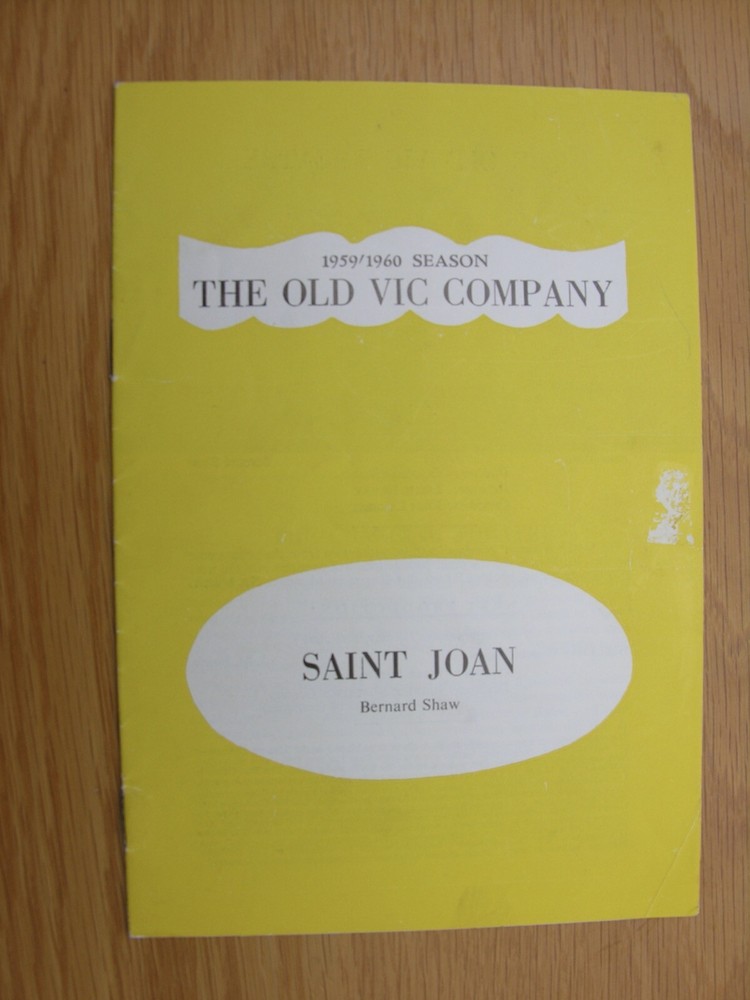 1959/1960 SEASON
THE OLD VIC COMPANY
SAINT JOAN
Bernard Shaw